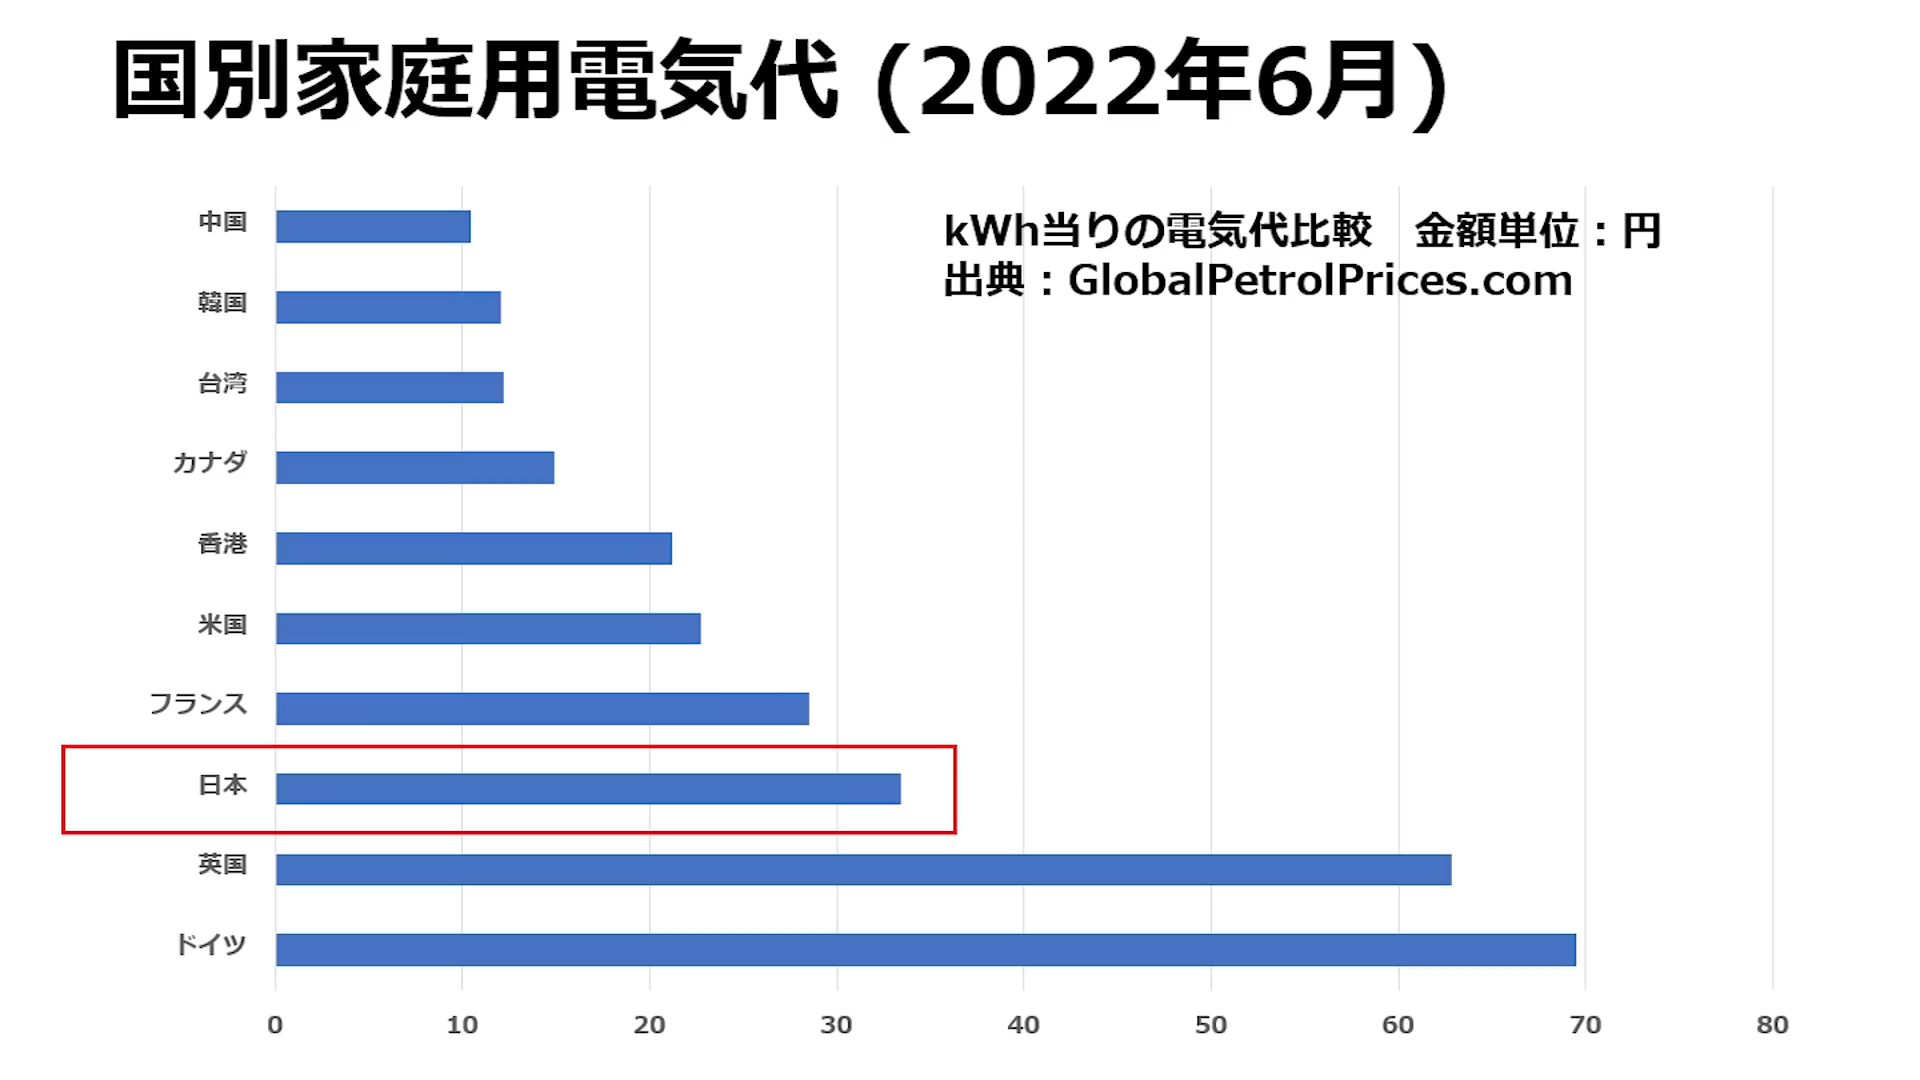 国別家庭用電気代 (2022年6月)
kWh当りの電気代比較　金額単位：円
出典：GlobalPetrolPrices.com
中国
韓国
台湾
カナダ
香港
米国
フランス
日本
英国
ドイツ
0 10 20 30 40 50 60 70 80